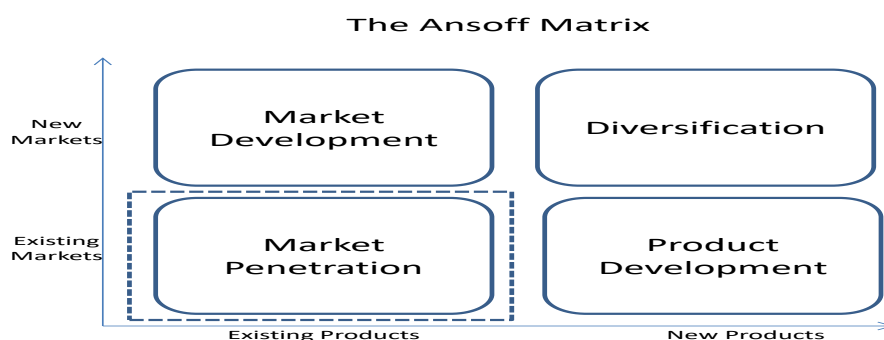 The Ansoff Matrix
New
Markets
Market
Development
Diversification
Existing
Markets
Market
Penetration
Product
Development
Existing Products
New Products